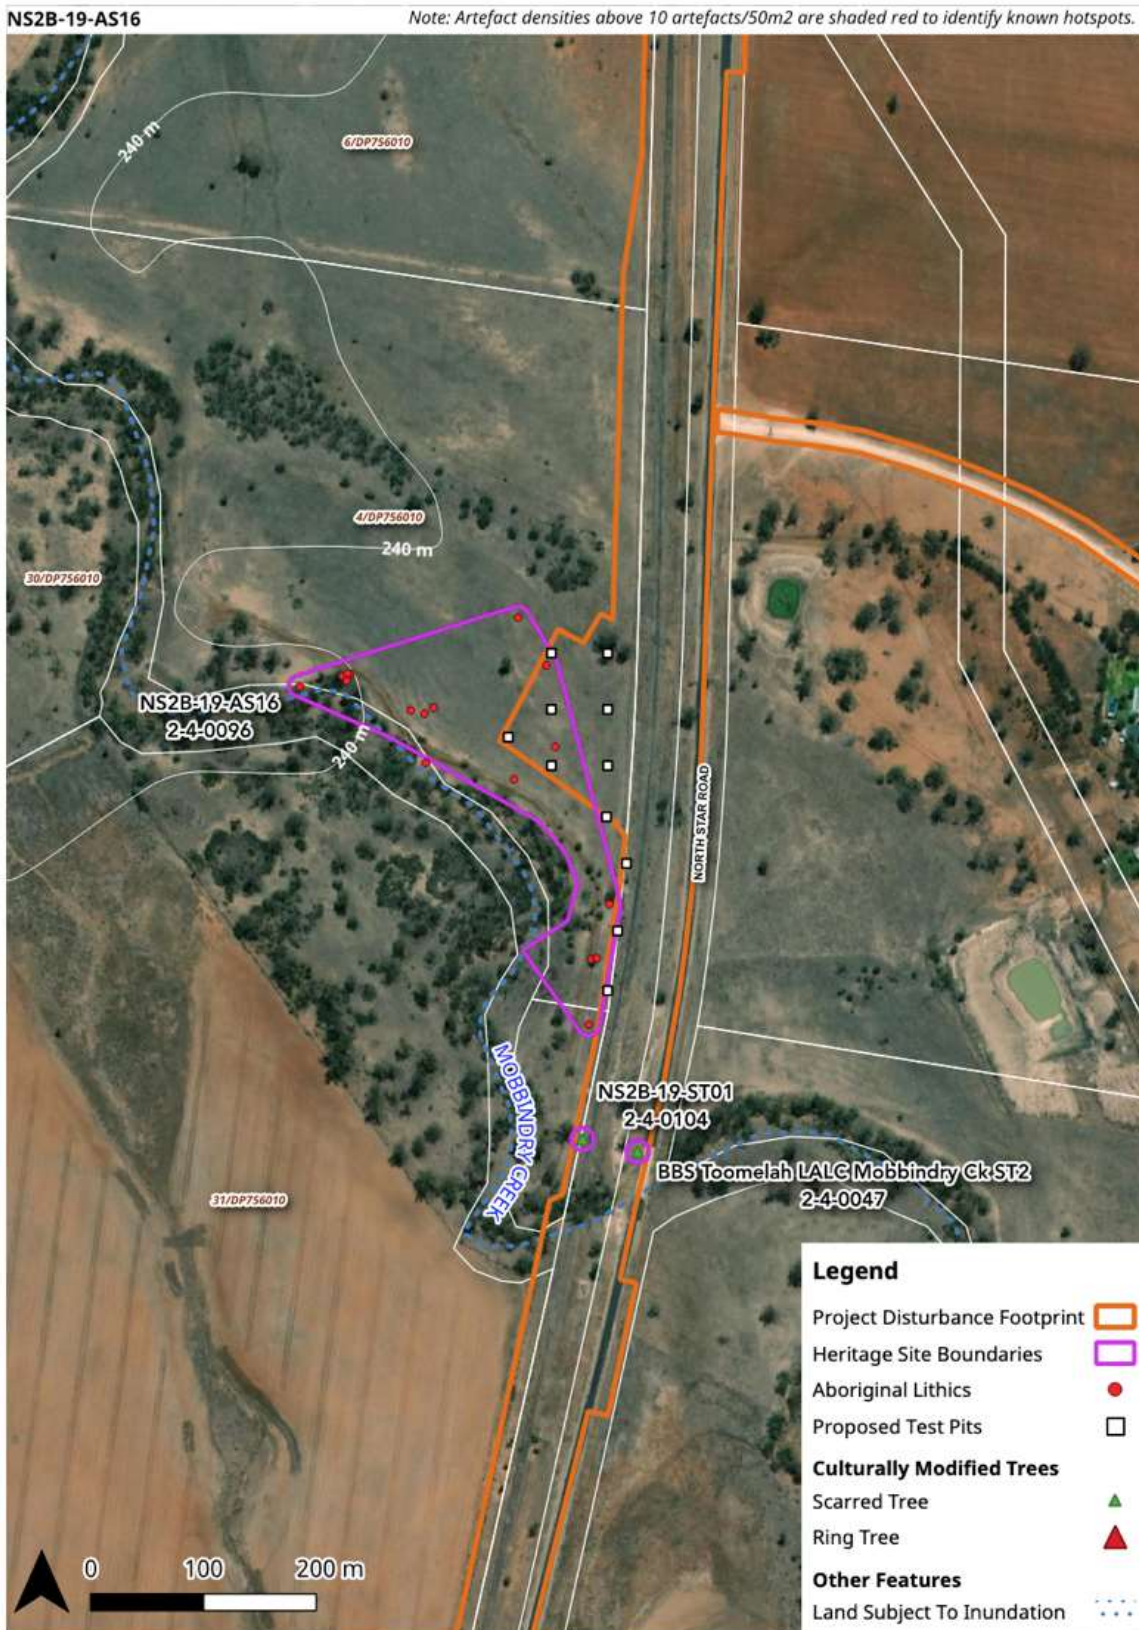 NS2B-19-AS16
Note: Artefact densities above 10 artefacts/50m2 are shaded red to identify known hotspots.
240 m
6/DP756010
4/DP756010
240 m
30/DP756010
NS2B-19-AS16
2-4-0096
240 m
NORTH STAR ROAD
MOBBINDRY CREEK
NS2B-19-ST01
2-4-0104
BBS Toomelah LALC Mobbindry Ck ST2
2-4-0047
31/DP756010
Legend
Project Disturbance Footprint
Heritage Site Boundaries
Aboriginal Lithics
Proposed Test Pits
Culturally Modified Trees
Scarred Tree
Ring Tree
Other Features
Land Subject To Inundation
0 100 200 m